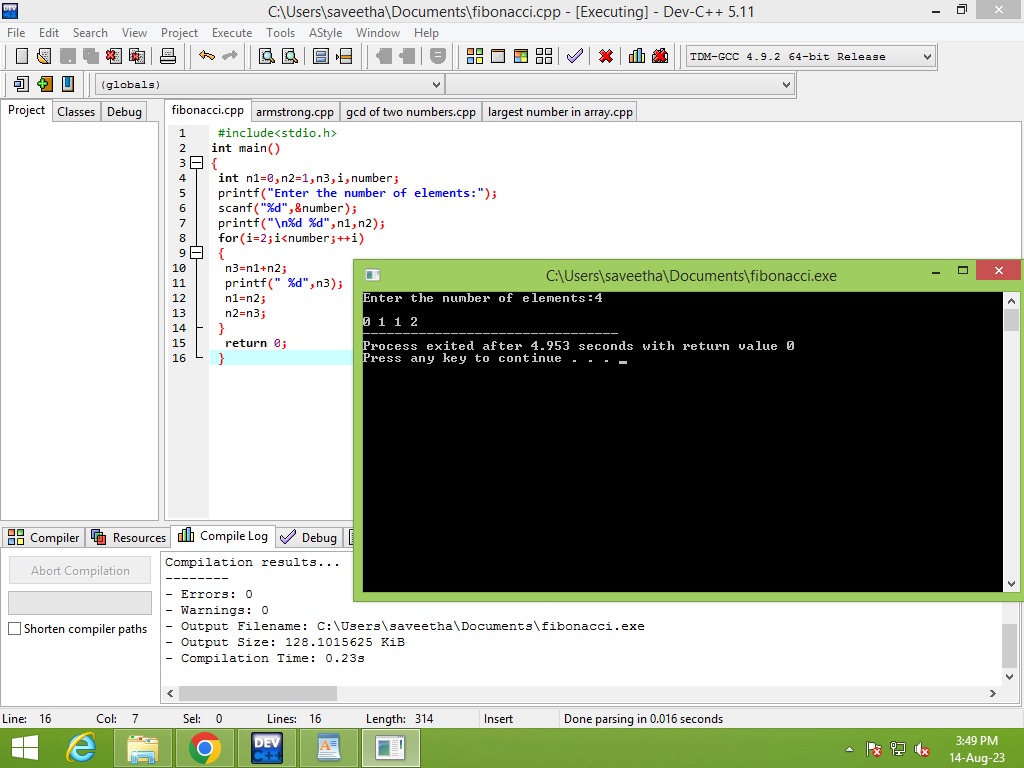 C:\Users\saveetha\Documents\fibonacci.cpp - [Executing] - Dev-C++ 5.11
File Edit Search View Project Execute Tools AStyle Window Help
TDM-GCC 4.9.2 64-bit Release
(globals)
Project Classes Debug
fibonacci.cpp armstrong.cpp gcd of two numbers.cpp largest number in array.cpp
1 #include<stdio.h>
2 int main()
3 {
4 int n1=0,n2=1,n3,i,number;
5 printf("Enter the number of elements:");
6 scanf("%d",&number);
7 printf("\n%d %d",n1,n2);
8 for(i=2;i<number;++i)
9 {
10 n3=n1+n2;
11 printf(" %d",n3);
12 n1=n2;
13 n2=n3;
14 }
15 return 0;
16 }
C:\Users\saveetha\Documents\fibonacci.exe
Enter the number of elements:4
0 1 1 2
--------------------------------
Process exited after 4.953 seconds with return value 0
Press any key to continue . . . _
Compiler Resources Compile Log Debug
Abort Compilation
Shorten compiler paths
Compilation results...
--------
- Errors: 0
- Warnings: 0
- Output Filename: C:\Users\saveetha\Documents\fibonacci.exe
- Output Size: 128.1015625 KiB
- Compilation Time: 0.23s
Line: 16 Col: 7 Sel: 0 Lines: 16 Length: 314 Insert Done parsing in 0.016 seconds
DEV C++
3:49 PM
14-Aug-23